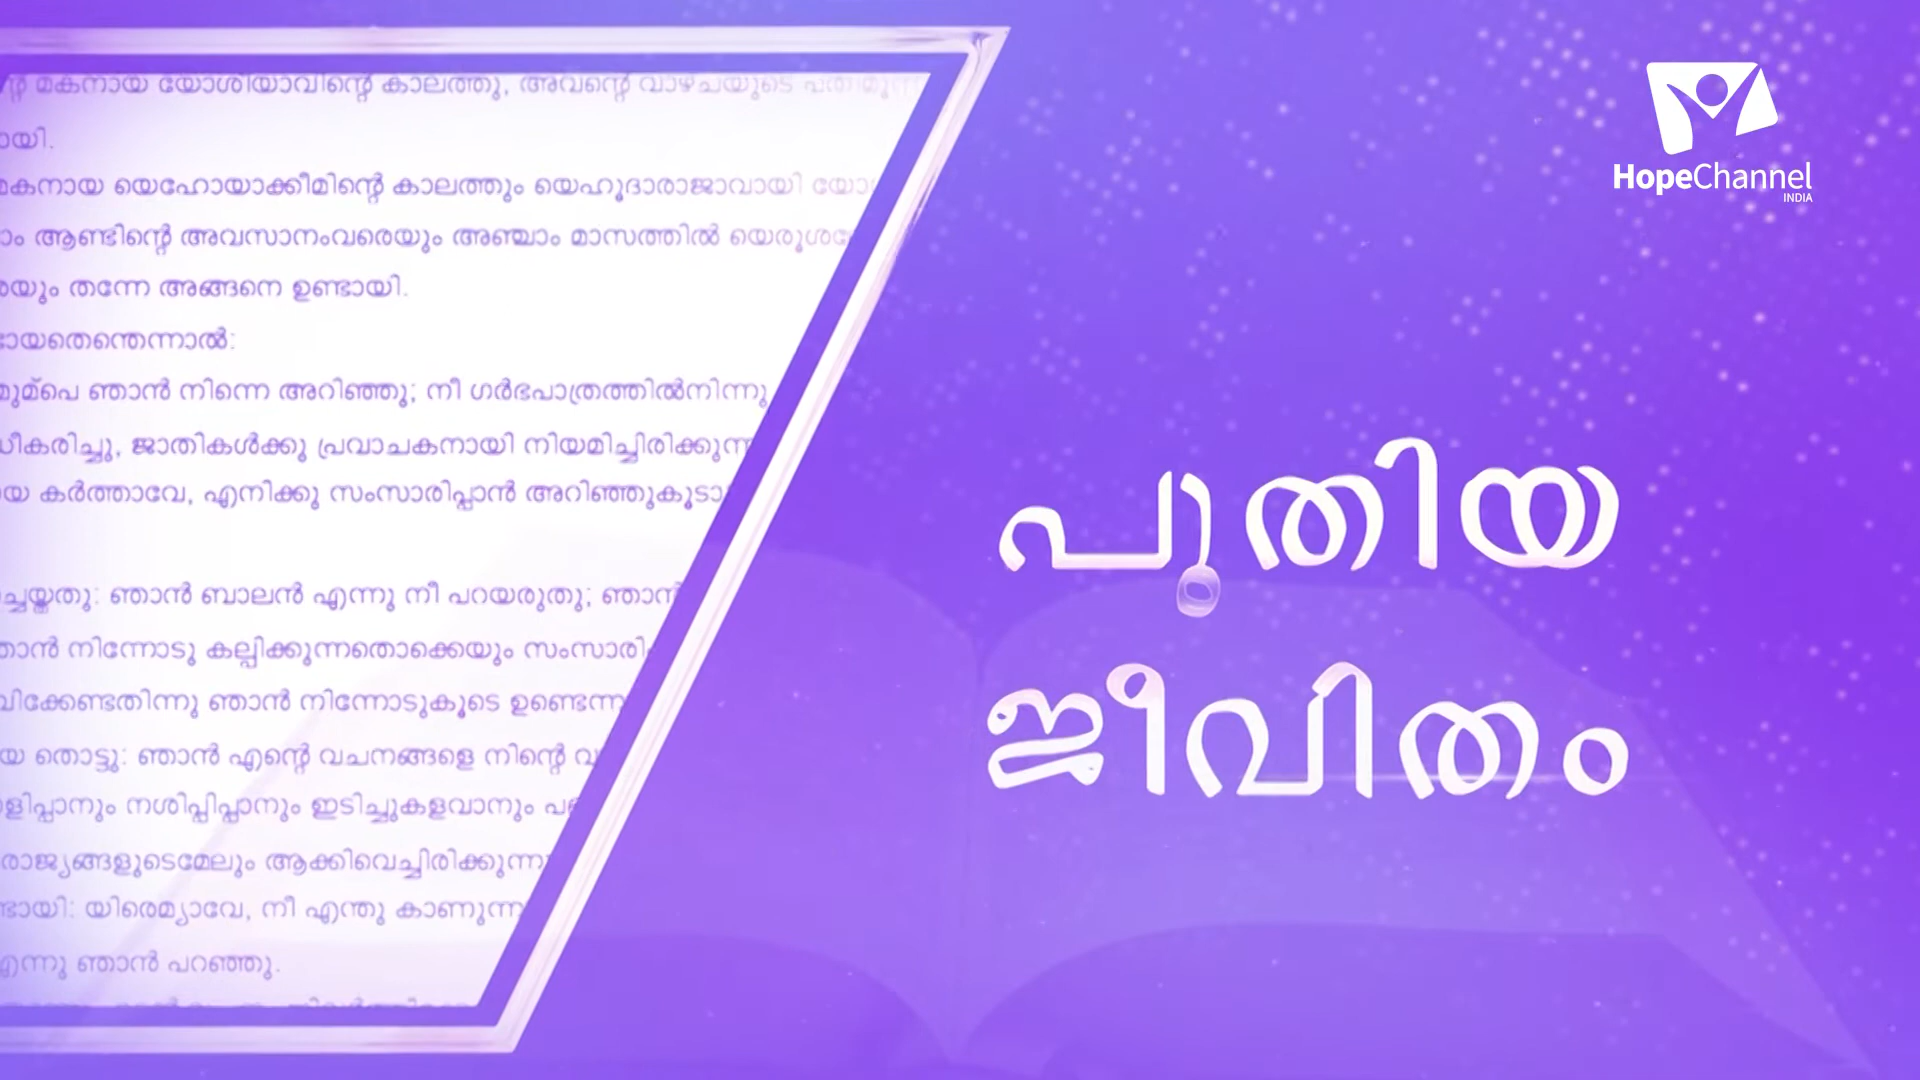 മകനായ യോശിയാവിന്റെ കാലത്തു, അവന്റെ വാഴ്ചയുടെ
മകനായ യെഹോയാക്കീമിന്റെ കാലത്തും യെഹൂദാരാജാവായി
ആണ്ടിന്റെ അവസാനംവരെയും അഞ്ചാം മാസത്തിൽ
തന്നേ അങ്ങനെ ഉണ്ടായി.
ായതെന്തെന്നാൽ:
മുമ്പെ ഞാൻ നിന്നെ അറിഞ്ഞു; നീ ഗർഭപാത്രത്തിൽനിന്നു
ീകരിച്ചു, ജാതികൾക്കു പ്രവാചകനായി നിയമിച്ചിരിക്കുന്ന
യ കർത്താവേ, എനിക്കു സംസാരിപ്പാൻ അറിഞ്ഞുകൂടാ
ഞാൻ ബാലൻ എന്നു നീ പറയരുതു; ഞാൻ
ഞാൻ നിന്നോടു കല്പിക്കുന്നതൊക്കെയും സംസാരി
വിക്കേണ്ടതിന്നു ഞാൻ നിന്നോടുകൂടെ ഉണ്ടെന്നു
യ തൊട്ടു: ഞാൻ എന്റെ വചനങ്ങളെ നിന്റെ
ളിപ്പാനും നശിപ്പിപ്പാനും ഇടിച്ചുകളവാനും
രാജ്യങ്ങളുടെമേലും ആക്കിവെച്ചിരിക്കുന്നു
ണ്ടായി: യിരെമ്യാവേ, നീ എന്തു കാണുന്നു
എന്നു ഞാൻ പറഞ്ഞു.
HopeChannel
INDIA
പുതിയ
ജീവിതം